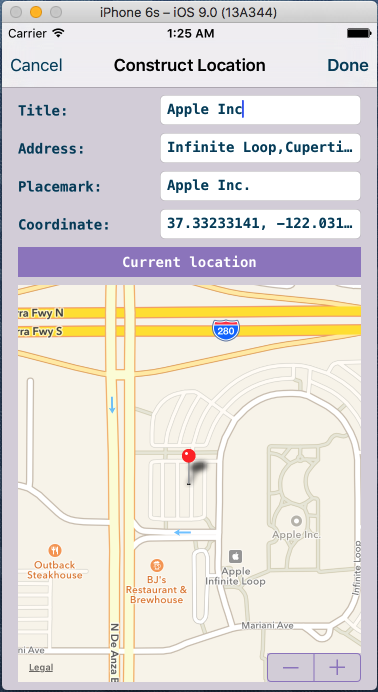 iPhone 6s – iOS 9.0 (13A344)
Carrier 1:25 AM
Cancel Construct Location Done
Title: Apple Inc
Address: Infinite Loop,Cuperti…
Placemark: Apple Inc.
Coordinate: 37.33233141, -122.031…
Current location
rra Fwy N
rra Fwy S
280
Outback
Steakhouse
BJ's
Restaurant &
Brewhouse
Apple
Infinite Loop
Apple Inc.
Infinite Loop
Mariani Ave
ni Ave
N De Anza B
Legal
− +